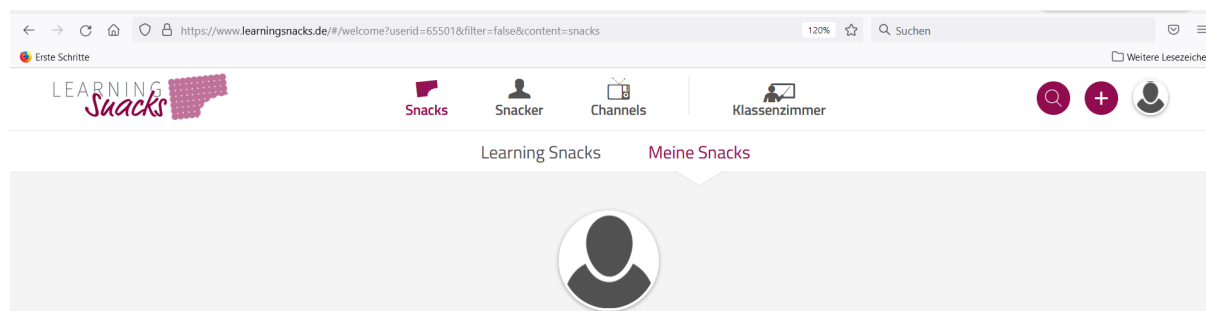 https://www.learningsnacks.de/#/welcome?userid=65501&filter=false&content=snacks
120%
Suchen
Erste Schritte
Weitere Lesezeiche
LEARNING
Snacks
Snacks
Snacker
Channels
Klassenzimmer
Learning Snacks
Meine Snacks